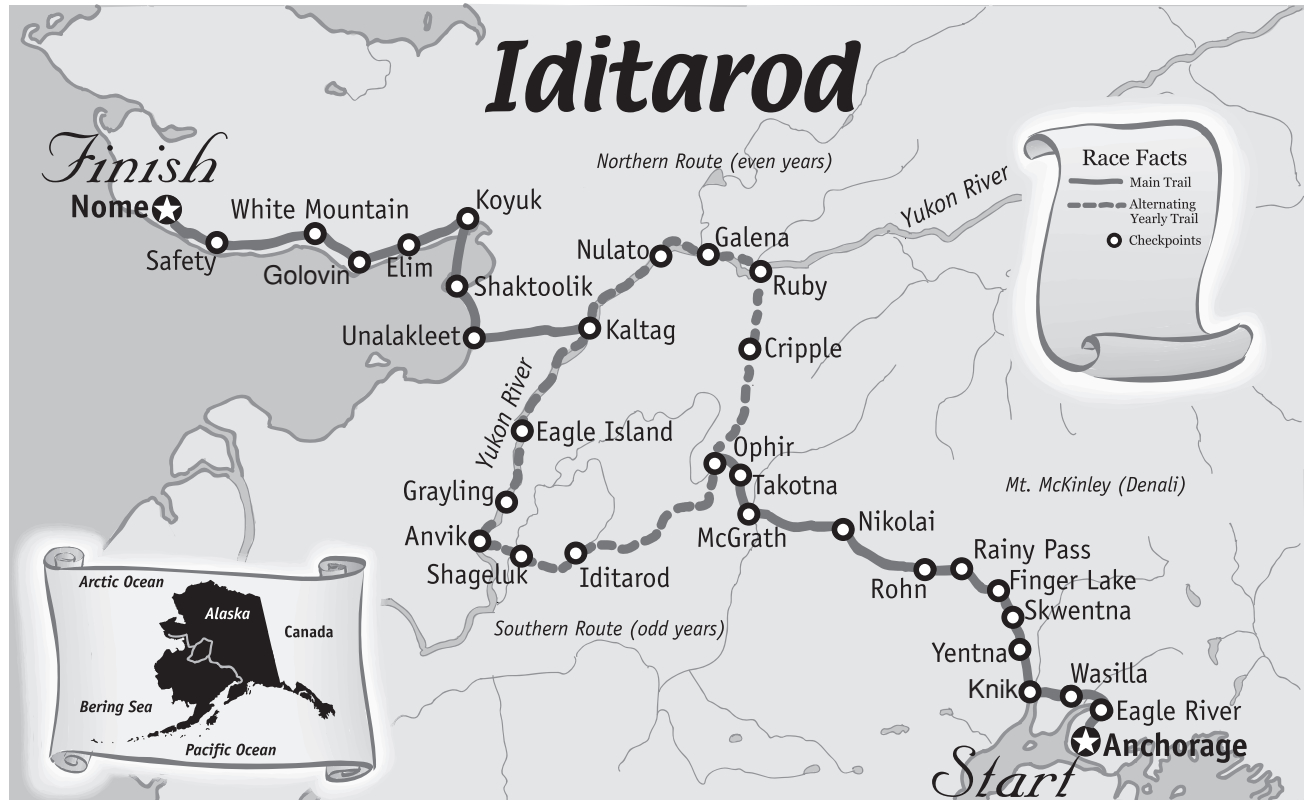 Iditarod
Northern Route (even years)
Yukon River
Race Facts
Main Trail
Alternating
Yearly Trail
Checkpoints
Finish
Nome
Safety
White Mountain
Golovin
Elim
Koyuk
Shaktoolik
Unalakleet
Kaltag
Nulato
Galena
Ruby
Cripple
Yukon River
Eagle Island
Grayling
Anvik
Shageluk
Iditarod
Ophir
Takotna
McGrath
Nikolai
Mt. McKinley (Denali)
Rohn
Rainy Pass
Finger Lake
Skwentna
Yentna
Knik
Wasilla
Eagle River
Anchorage
Start
Southern Route (odd years)
Arctic Ocean
Alaska
Canada
Bering Sea
Pacific Ocean